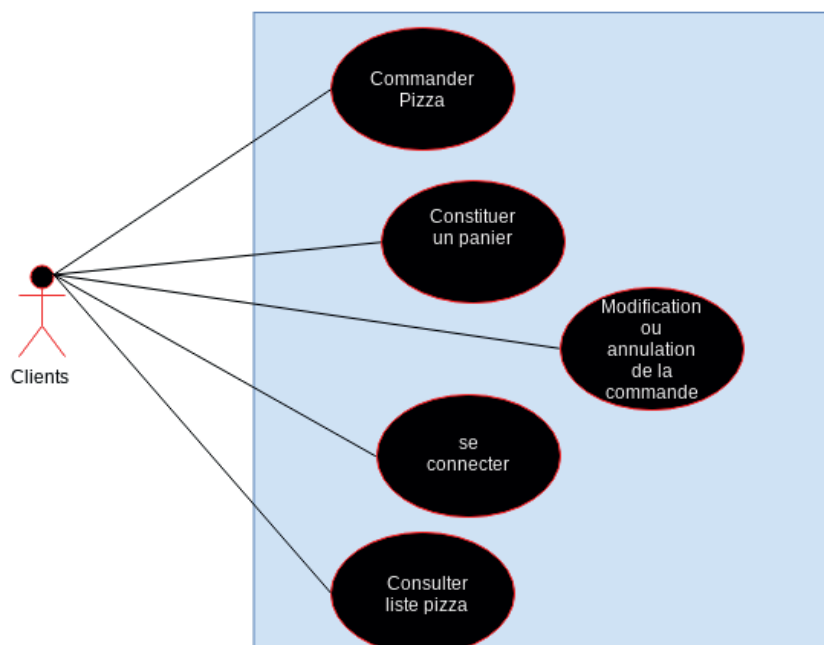 Commander
Pizza
Constituer
un panier
Modification
ou
annulation
de la
commande
Clients
se
connecter
Consulter
liste pizza